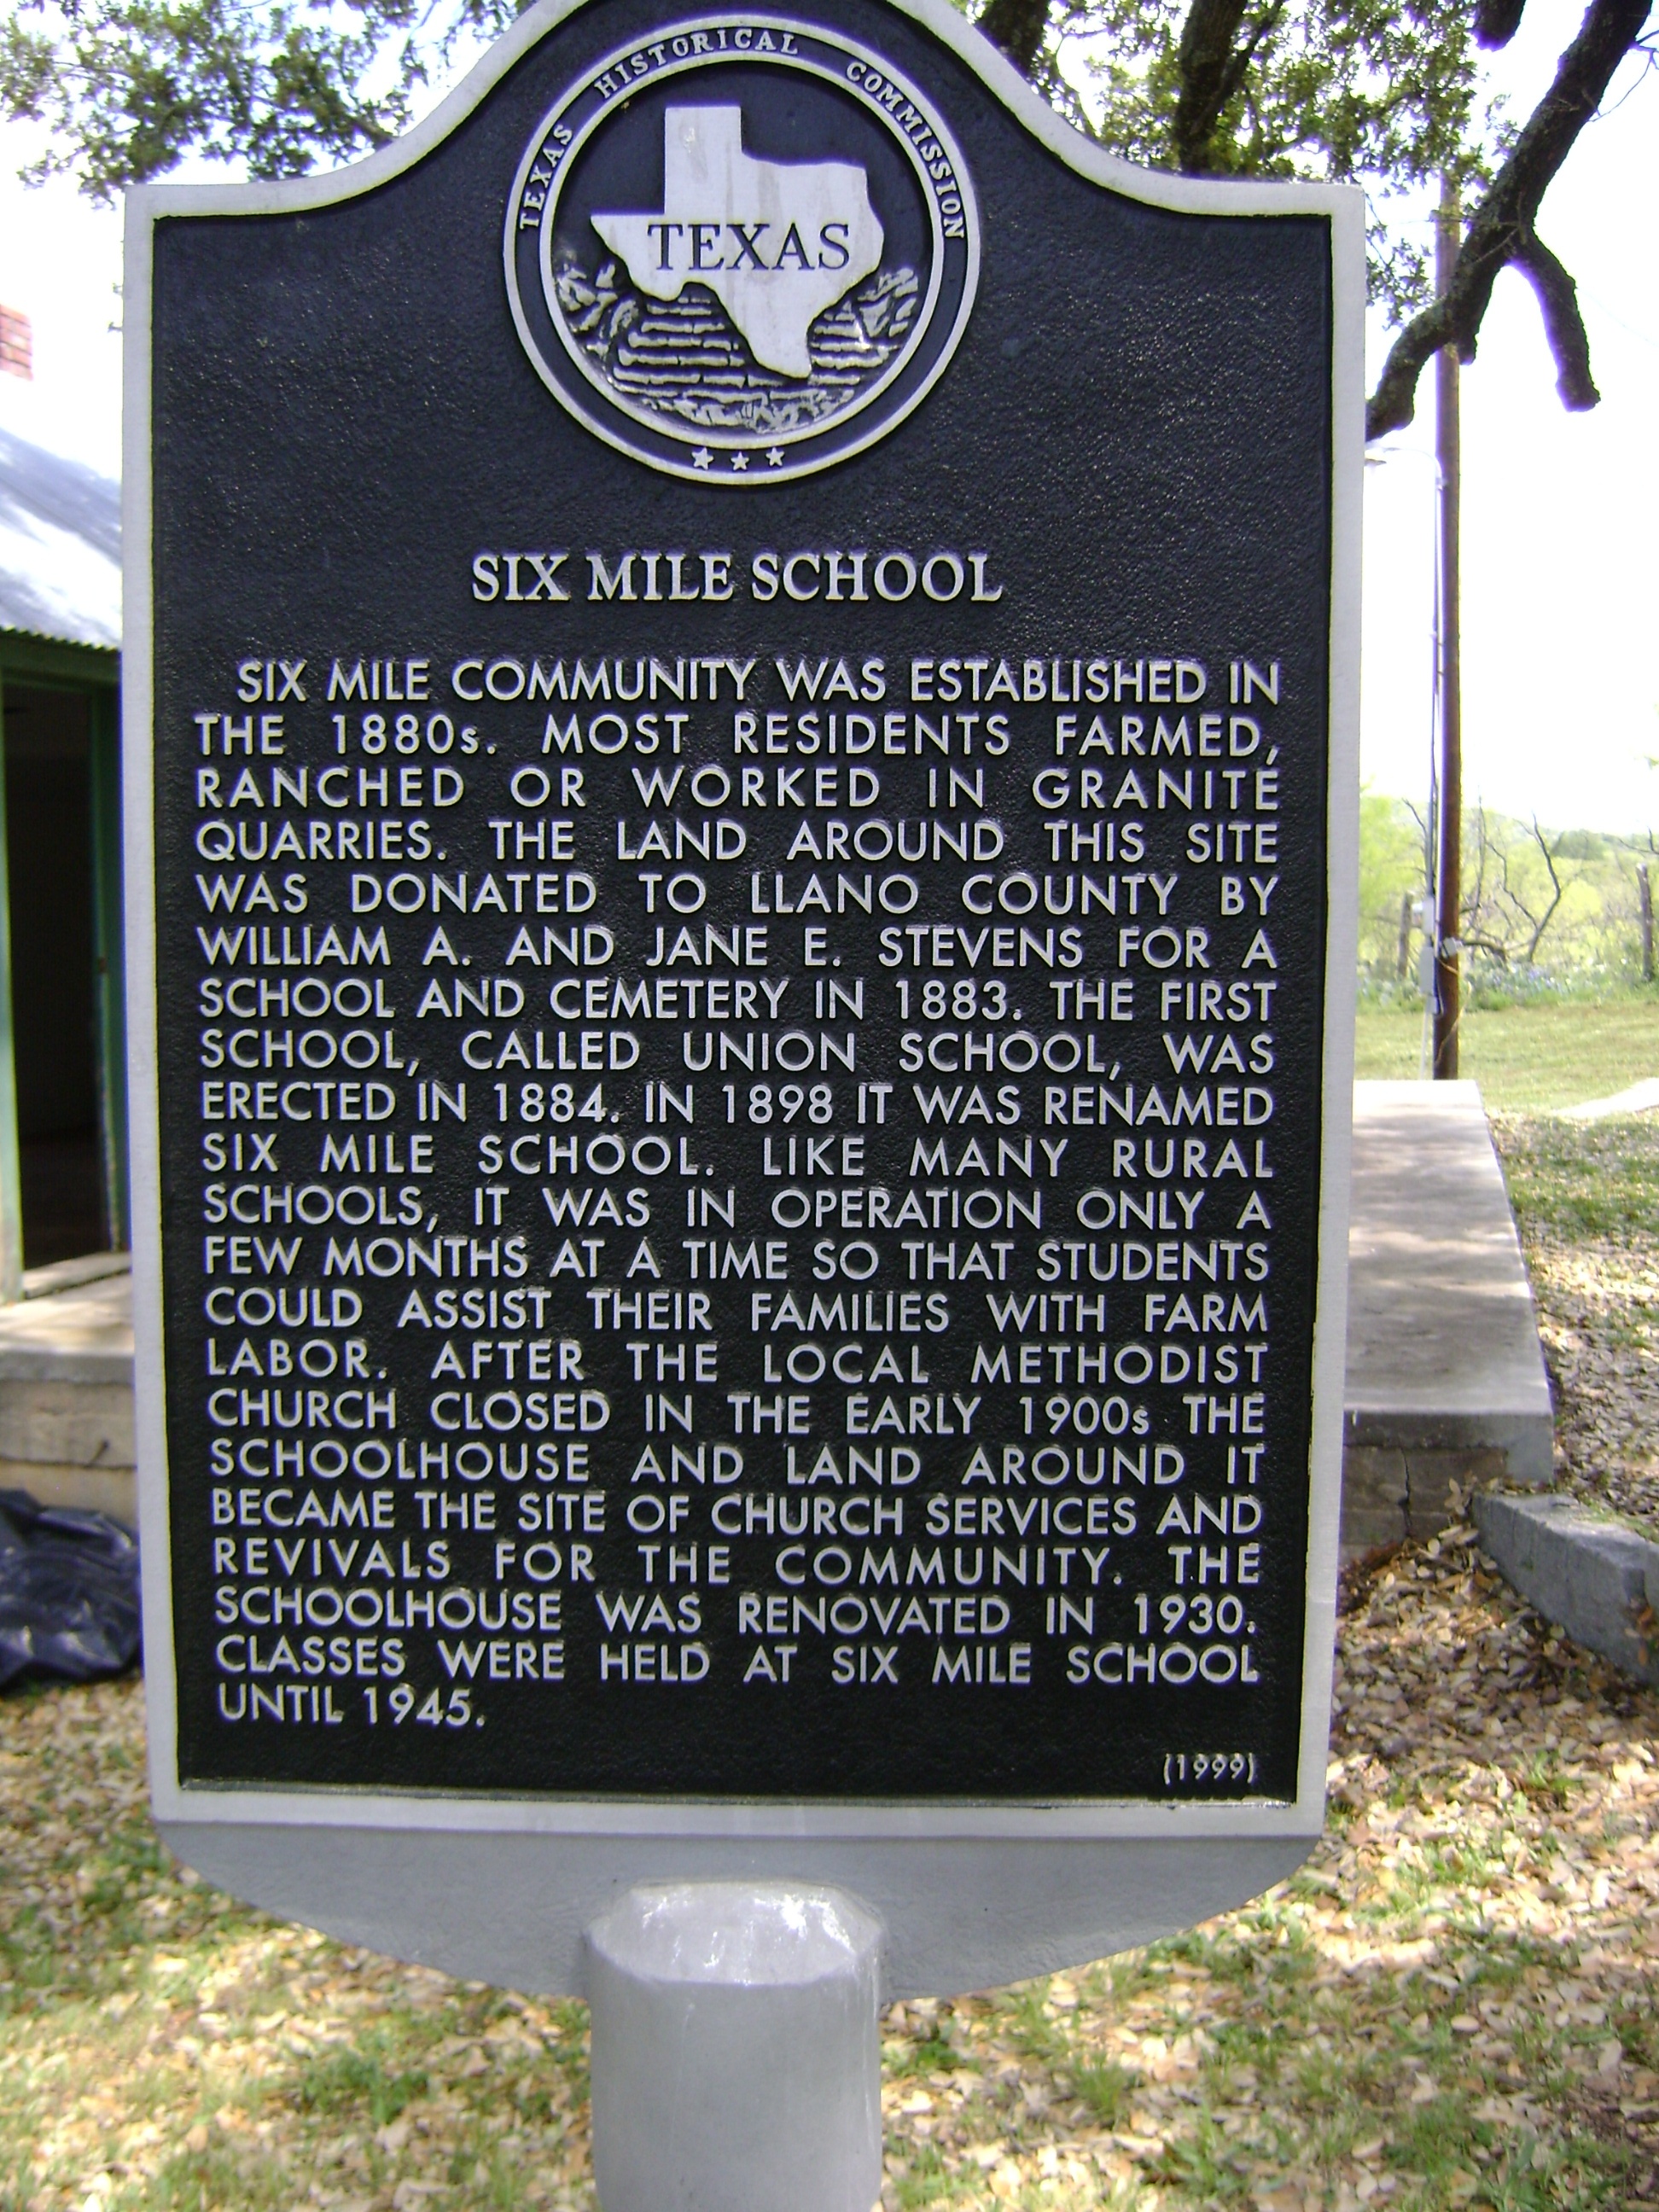 TEXAS HISTORICAL COMMISSION
TEXAS
SIX MILE SCHOOL
SIX MILE COMMUNITY WAS ESTABLISHED IN
THE 1880s. MOST RESIDENTS FARMED,
RANCHED OR WORKED IN GRANITE
QUARRIES. THE LAND AROUND THIS SITE
WAS DONATED TO LLANO COUNTY BY
WILLIAM A. AND JANE E. STEVENS FOR A
SCHOOL AND CEMETERY IN 1883. THE FIRST
SCHOOL, CALLED UNION SCHOOL, WAS
ERECTED IN 1884. IN 1898 IT WAS RENAMED
SIX MILE SCHOOL. LIKE MANY RURAL
SCHOOLS, IT WAS IN OPERATION ONLY A
FEW MONTHS AT A TIME SO THAT STUDENTS
COULD ASSIST THEIR FAMILIES WITH FARM
LABOR. AFTER THE LOCAL METHODIST
CHURCH CLOSED IN THE EARLY 1900s THE
SCHOOLHOUSE AND LAND AROUND IT
BECAME THE SITE OF CHURCH SERVICES AND
REVIVALS FOR THE COMMUNITY. THE
SCHOOLHOUSE WAS RENOVATED IN 1930.
CLASSES WERE HELD AT SIX MILE SCHOOL
UNTIL 1945.
(1999)